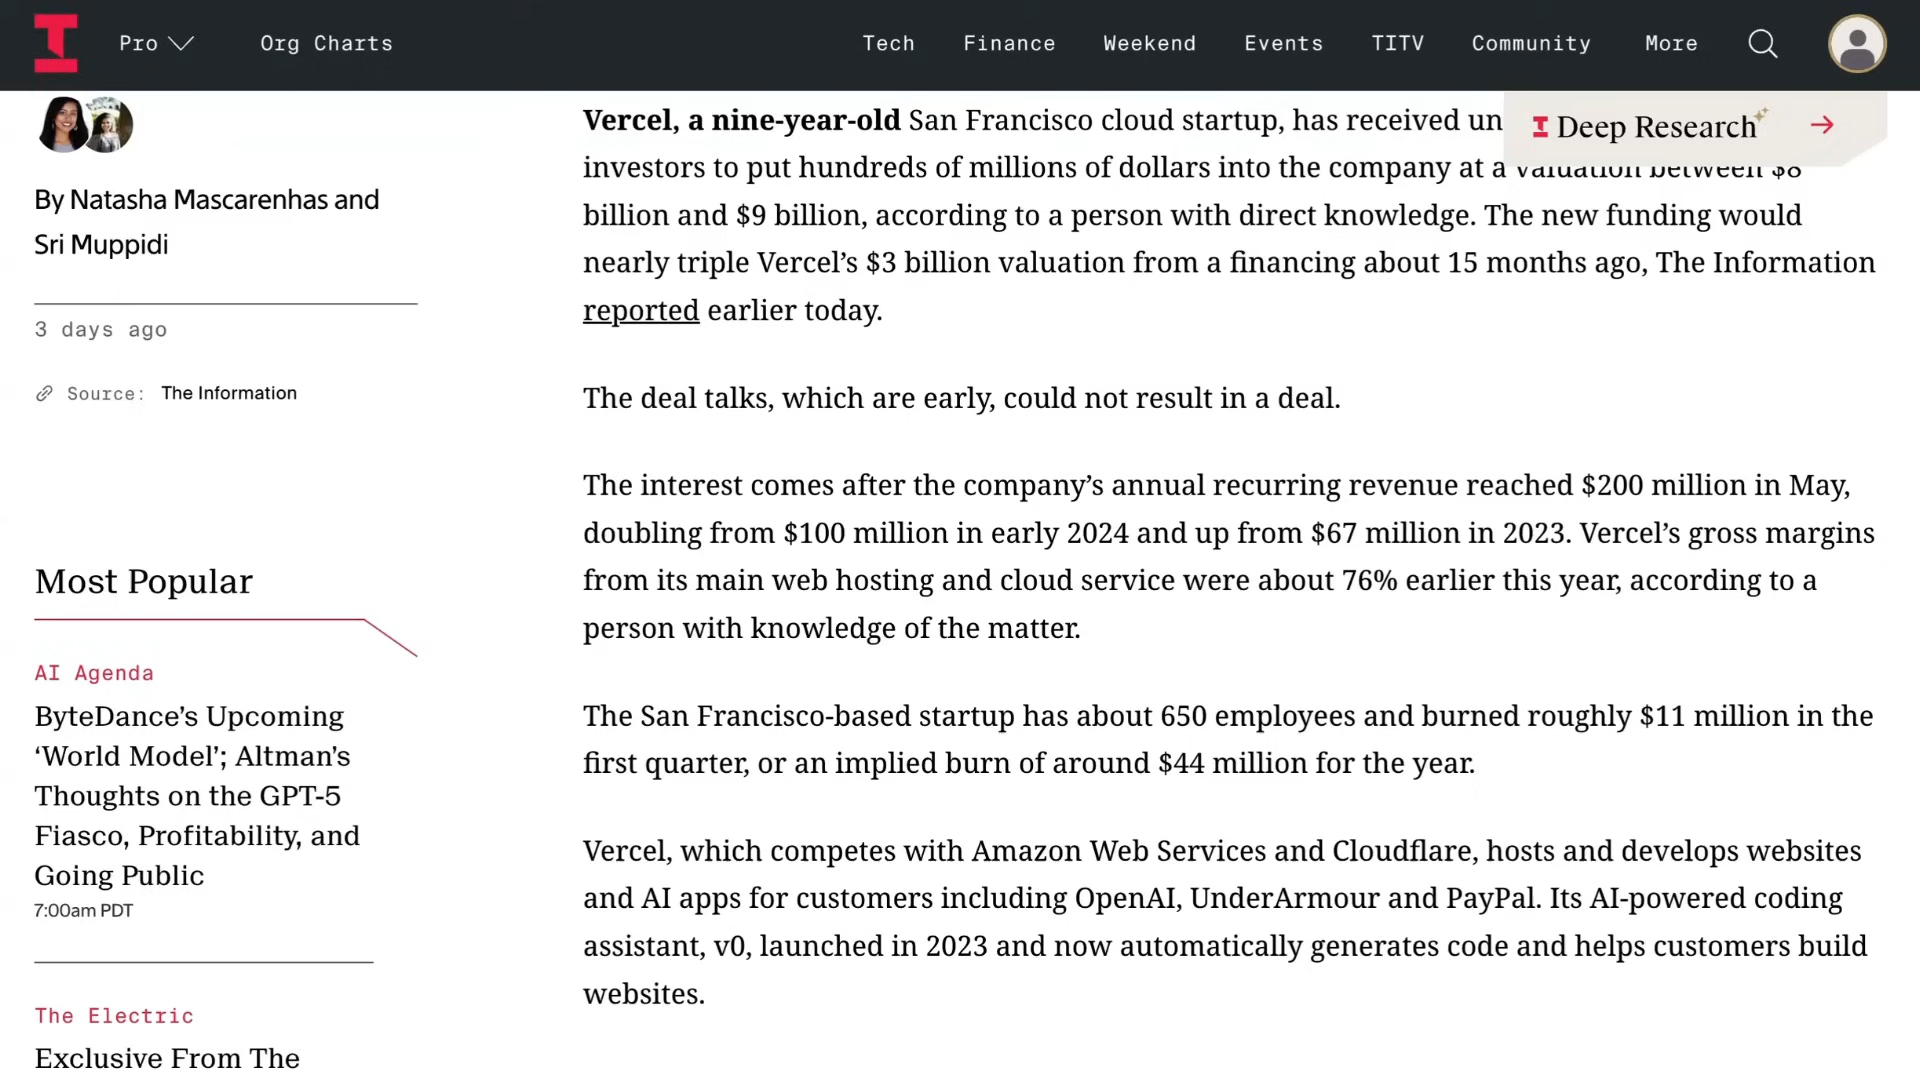 Pro
Org Charts
Tech
Finance
Weekend
Events
TITV
Community
More
By Natasha Mascarenhas and
Sri Muppidi
3 days ago
Source: The Information
Most Popular
AI Agenda
ByteDance’s Upcoming
‘World Model’; Altman’s
Thoughts on the GPT-5
Fiasco, Profitability, and
Going Public
7:00am PDT
The Electric
Exclusive From The
Deep Research
Vercel, a nine-year-old San Francisco cloud startup, has received un
investors to put hundreds of millions of dollars into the company at a valuation between $8
billion and $9 billion, according to a person with direct knowledge. The new funding would
nearly triple Vercel’s $3 billion valuation from a financing about 15 months ago, The Information
reported earlier today.
The deal talks, which are early, could not result in a deal.
The interest comes after the company’s annual recurring revenue reached $200 million in May,
doubling from $100 million in early 2024 and up from $67 million in 2023. Vercel’s gross margins
from its main web hosting and cloud service were about 76% earlier this year, according to a
person with knowledge of the matter.
The San Francisco-based startup has about 650 employees and burned roughly $11 million in the
first quarter, or an implied burn of around $44 million for the year.
Vercel, which competes with Amazon Web Services and Cloudflare, hosts and develops websites
and AI apps for customers including OpenAI, UnderArmour and PayPal. Its AI-powered coding
assistant, v0, launched in 2023 and now automatically generates code and helps customers build
websites.